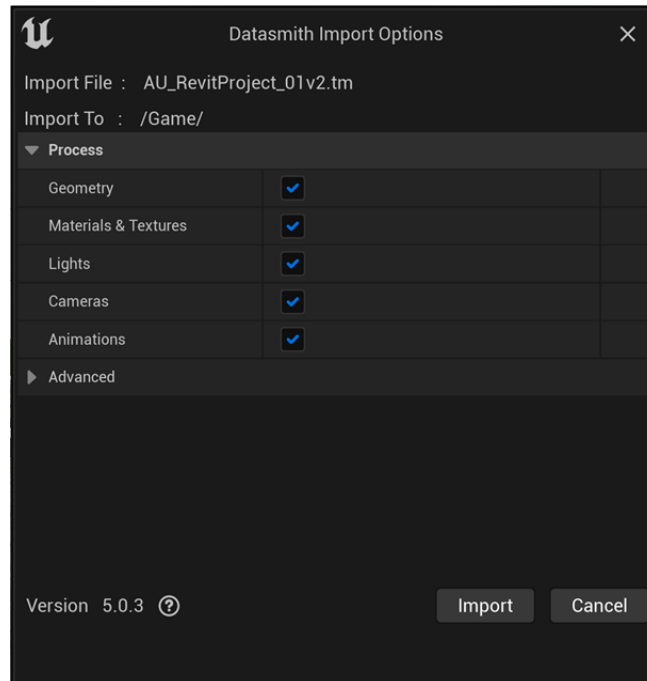 Datasmith Import Options
Import File : AU_RevitProject_01v2.tm
Import To : /Game/
Process
Geometry
Materials & Textures
Lights
Cameras
Animations
Advanced
Version 5.0.3
Import Cancel